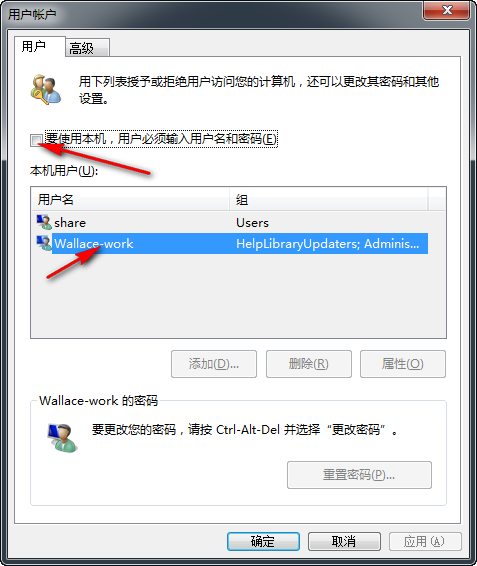 用户帐户
用户
高级
用下列表授予或拒绝用户访问您的计算机，还可以更改其密码和其他
设置。
要使用本机，用户必须输入用户名和密码(E)
本机用户(U):
用户名 组
share Users
Wallace-work HelpLibraryUpdaters; Adminis...
添加(D)... 删除(R) 属性(O)
Wallace-work 的密码
要更改您的密码，请按 Ctrl-Alt-Del 并选择“更改密码”。
重置密码(P)...
确定 取消 应用(A)